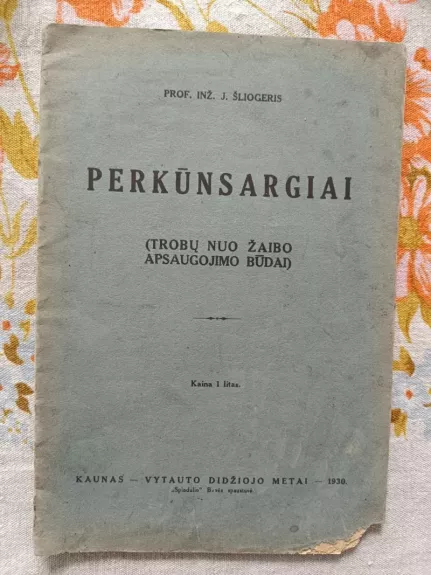 PROF. INŽ. J. ŠLIOGERIS
PERKŪNSARGIAI
(TROBŲ NUO ŽAIBO
APSAUGOJIMO BŪDAI)
Kaina 1 litas.
KAUNAS — VYTAUTO DIDŽIOJO METAI — 1930.
„Spindulio" B-vės spaustuvė.